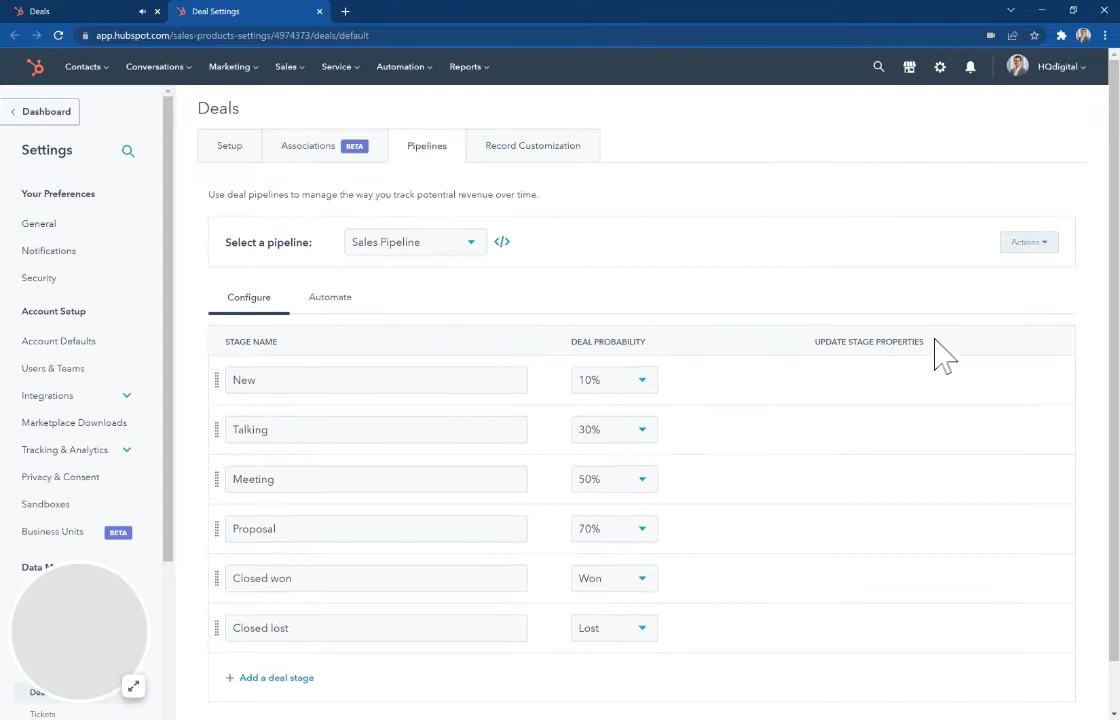 Deals
Deal Settings
app.hubspot.com/sales-products-settings/4974373/deals/default
Contacts
Conversations
Marketing
Sales
Service
Automation
Reports
HQdigital
Dashboard
Settings
Your Preferences
General
Notifications
Security
Account Setup
Account Defaults
Users & Teams
Integrations
Marketplace Downloads
Tracking & Analytics
Privacy & Consent
Sandboxes
Business Units BETA
Tickets
Deals
Setup
Associations BETA
Pipelines
Record Customization
Use deal pipelines to manage the way you track potential revenue over time.
Select a pipeline: Sales Pipeline </>
Actions
Configure
Automate
STAGE NAME DEAL PROBABILITY UPDATE STAGE PROPERTIES
New 10%
Talking 30%
Meeting 50%
Proposal 70%
Closed won Won
Closed lost Lost
+ Add a deal stage